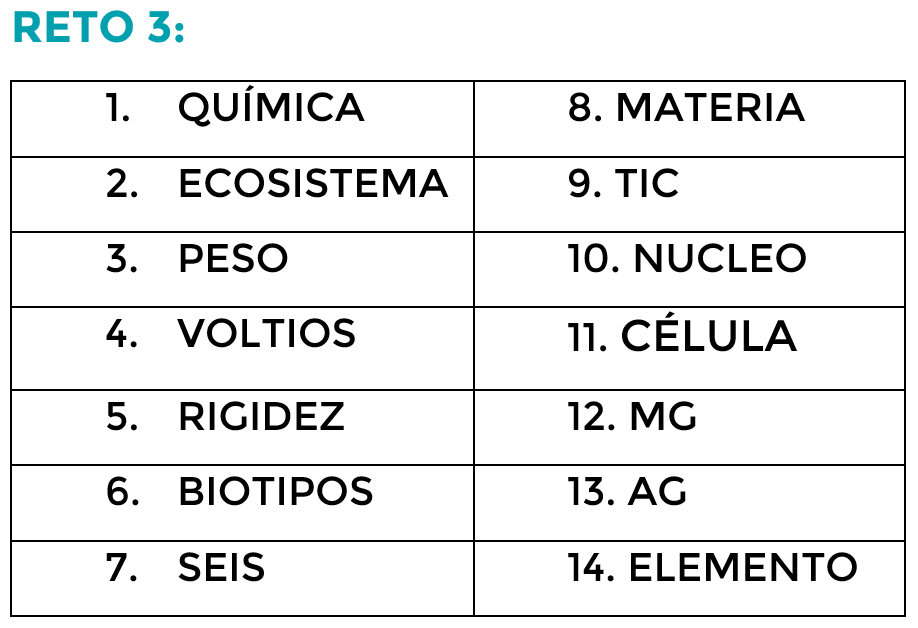 RETO 3:
1. QUÍMICA
8. MATERIA
2. ECOSISTEMA
9. TIC
3. PESO
10. NUCLEO
4. VOLTIOS
11. CÉLULA
5. RIGIDEZ
12. MG
6. BIOTIPOS
13. AG
7. SEIS
14. ELEMENTO